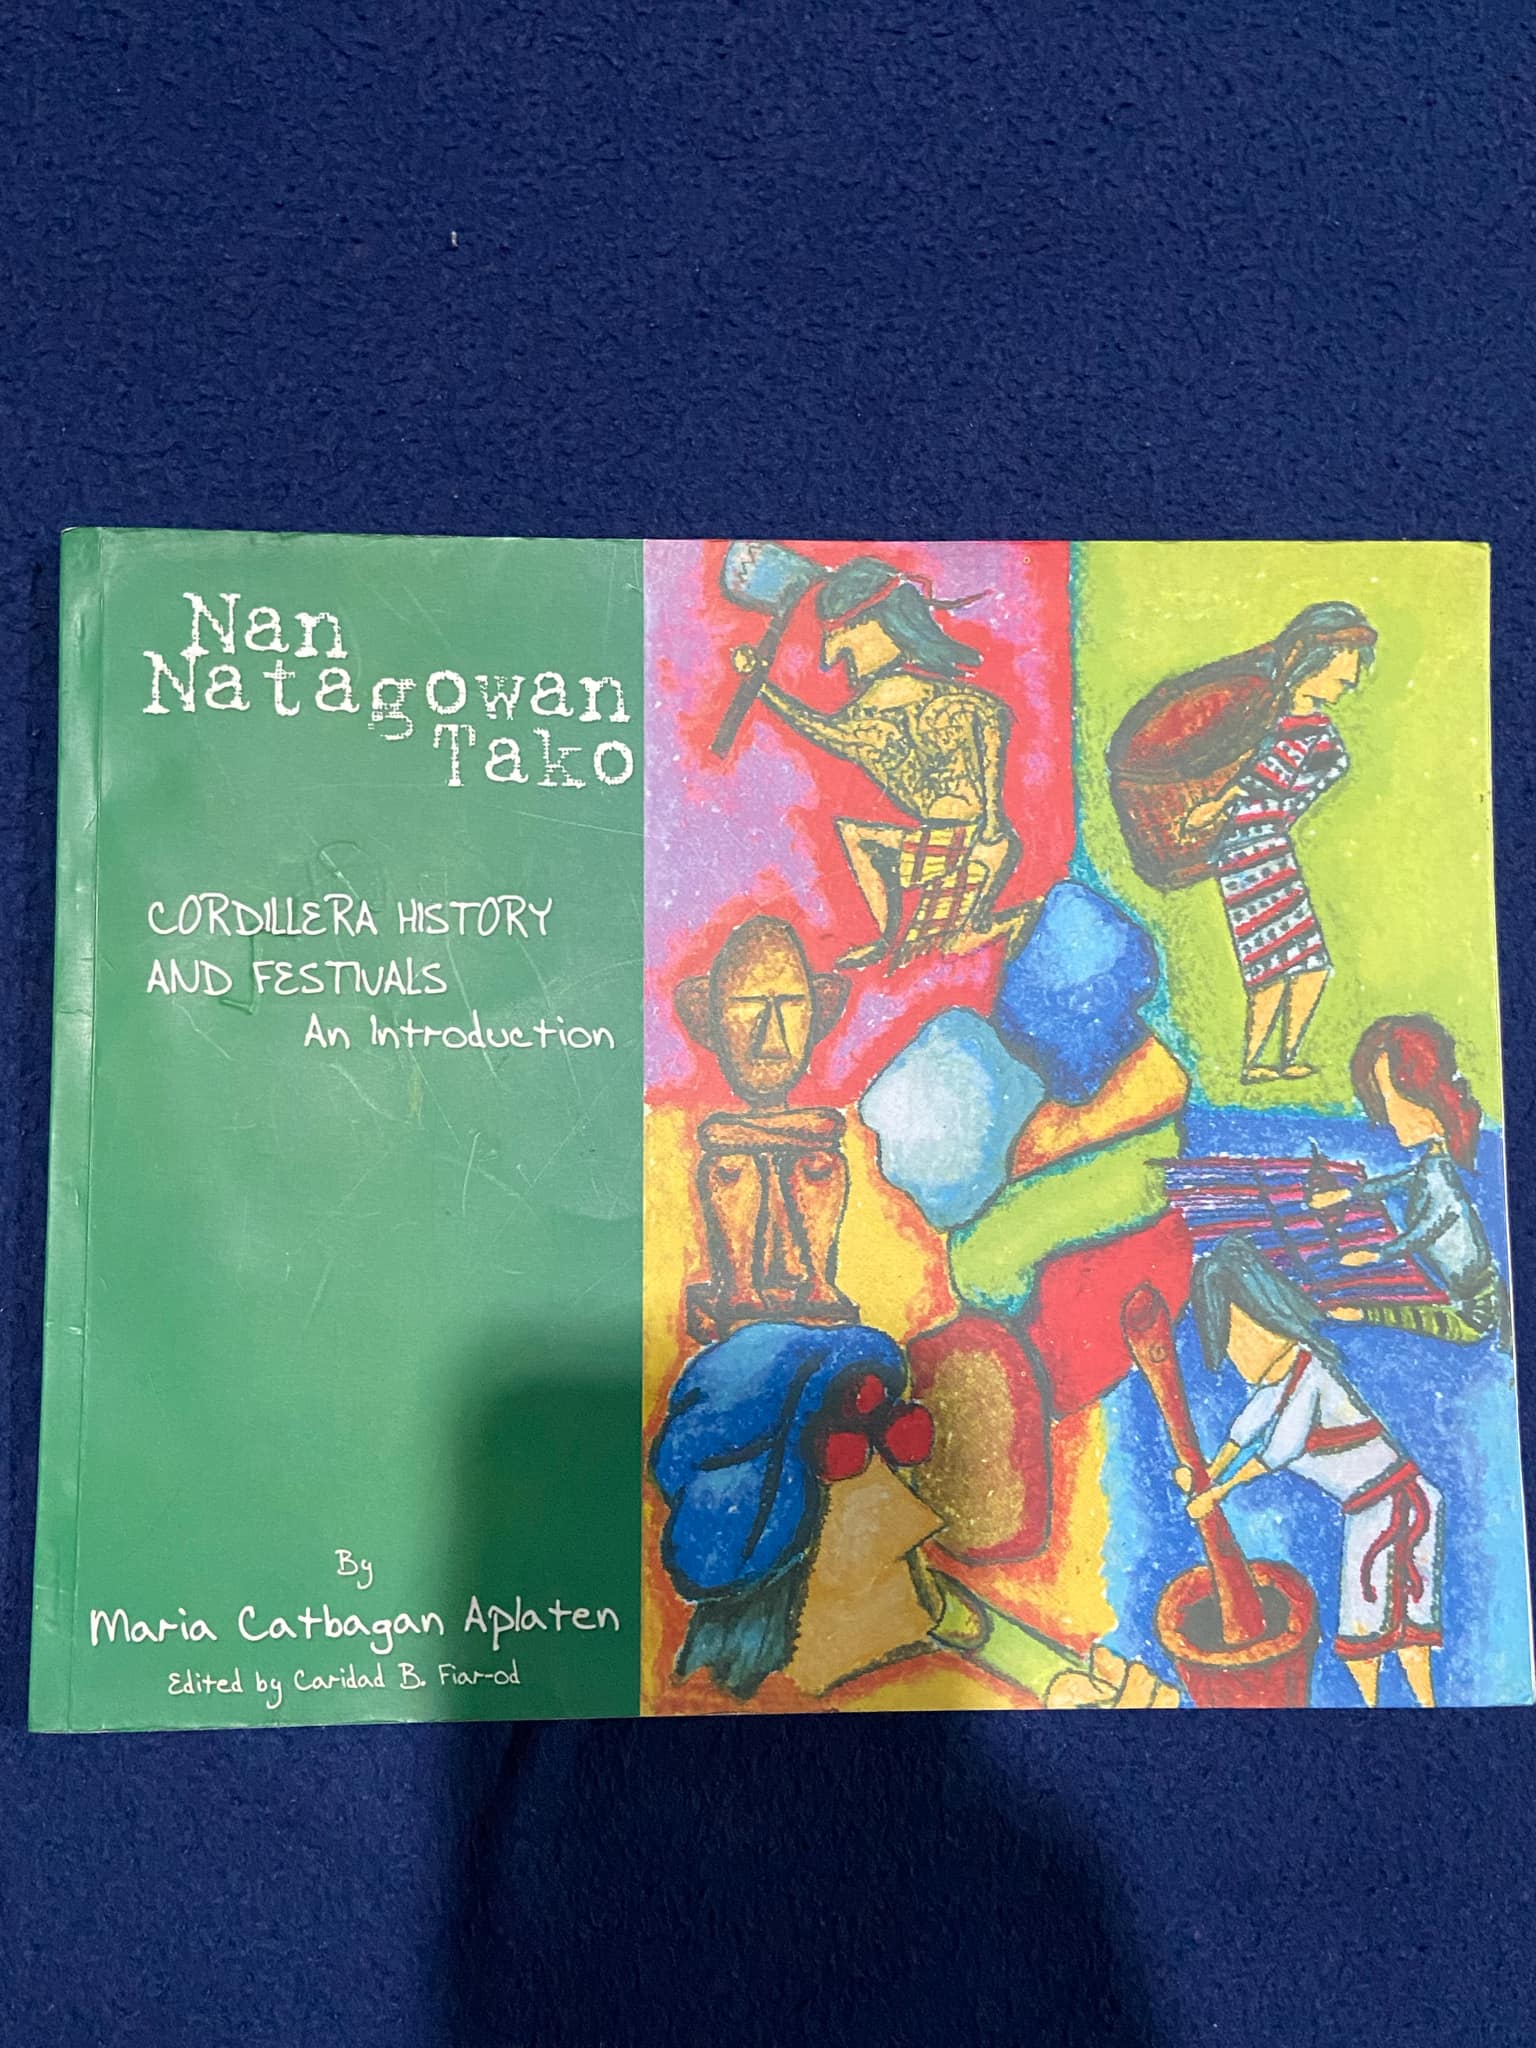 Nan
Natagowan
Tako
CORDILLERA HISTORY
AND FESTIVALS
An Introduction
By
Maria Catbagan Aplaten
Edited by Caridad B. Fiar-od